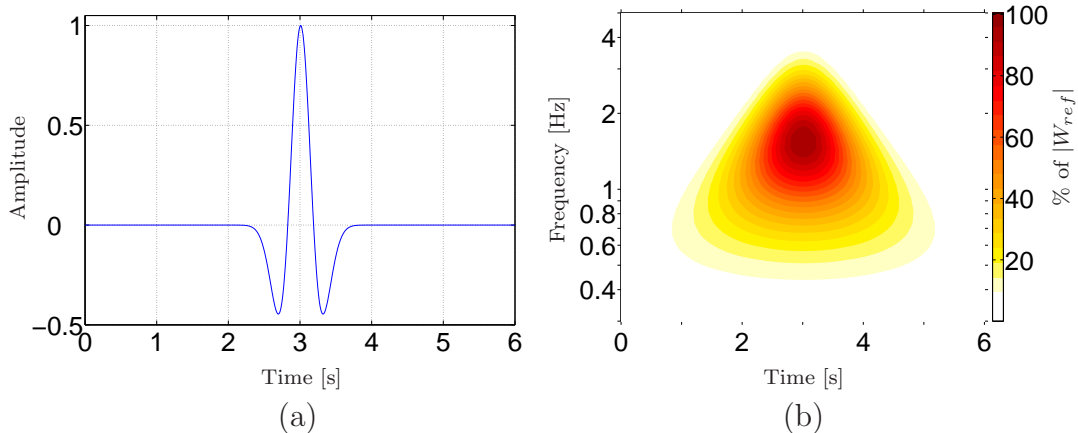 1
0.5
0
−0.5
0 1 2 3 4 5 6
Amplitude
Time [s]
(a)
4
2
1
0.8
0.6
0.4
0 2 4 6
Frequency [Hz]
Time [s]
(b)
100
80
60
40
20
% of |W_ref|